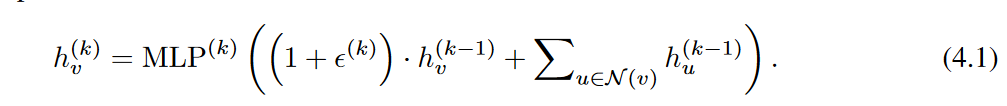 h_v^{(k)} = MLP^{(k)} ( ( 1 + ϵ^{(k)} ) · h_v^{(k−1)} + ∑_{u∈𝒩(v)} h_u^{(k−1)} ) . (4.1)